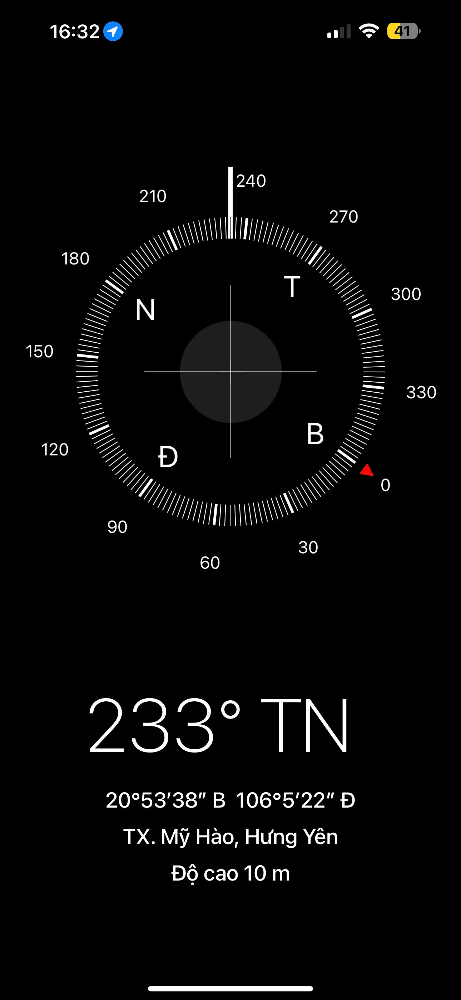 16:32
41
240
210
270
180
T
300
N
150
330
B
120
Đ
0
90
30
60
233° TN
20°53′38″ B 106°5′22″ Đ
TX. Mỹ Hào, Hưng Yên
Độ cao 10 m